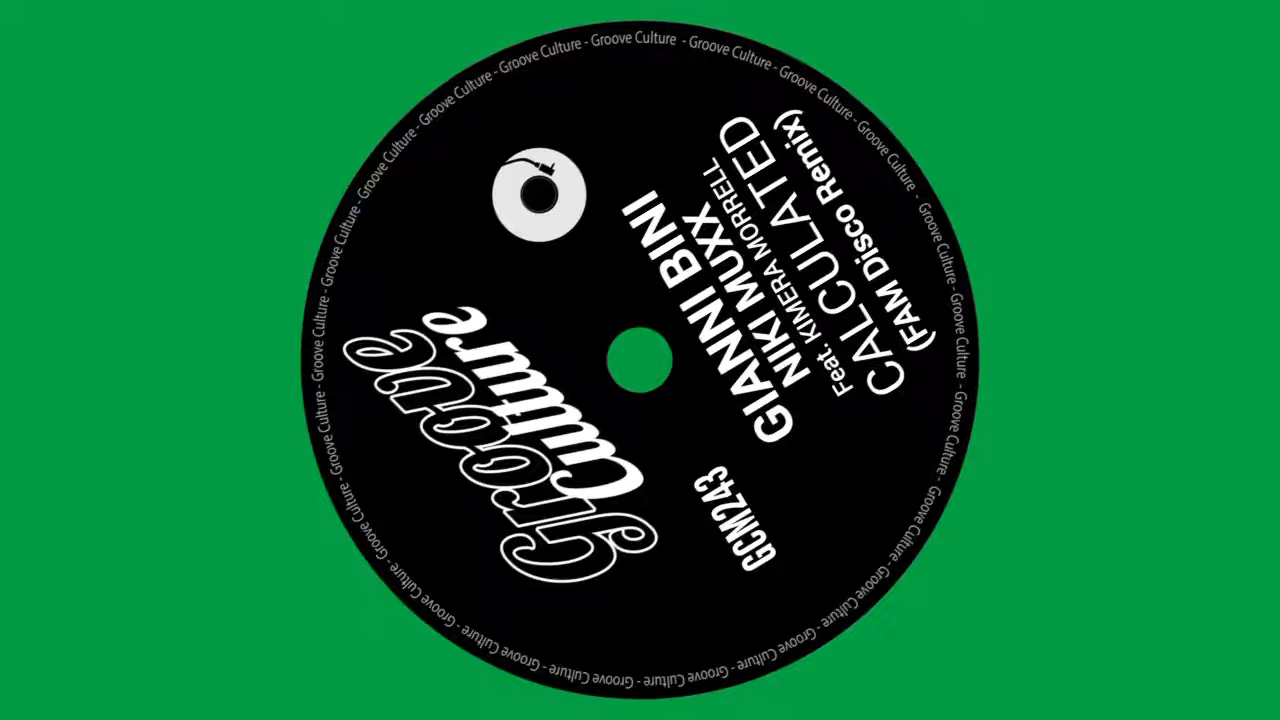 Groove Culture - Groove Culture - Groove Culture - Groove Culture - Groove Culture - Groove Culture - Groove Culture - Groove Culture - Groove Culture - Groove Culture - Groove Culture - Groove Culture - Groove Culture - Groove Culture - Groove Culture - Groove Culture - Groove Culture - Groove Culture - Groove Culture - Groove Culture -
Groove
Culture
GIANNI BINI
NIKI MUXX
Feat. KIMERA MORRELL
CALCULATED
(FAM Disco Remix)
GCM243